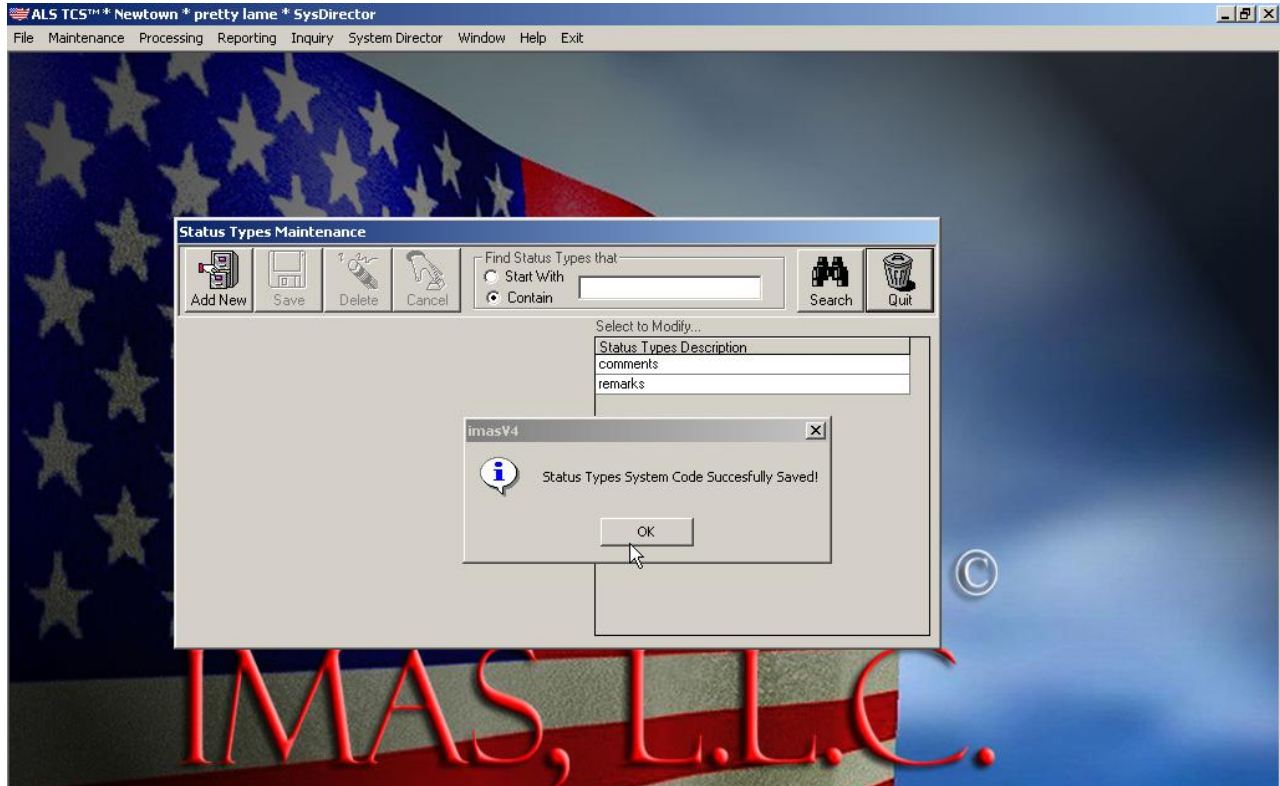 ALS TCS™ * Newtown * pretty lame * SysDirector
File Maintenance Processing Reporting Inquiry System Director Window Help Exit
Status Types Maintenance
Add New Save Delete Cancel
Find Status Types that
Start With
Contain
Search Quit
Select to Modify...
Status Types Description
comments
remarks
imasV4
Status Types System Code Succesfully Saved!
OK
©
IMAS, L.L.C.